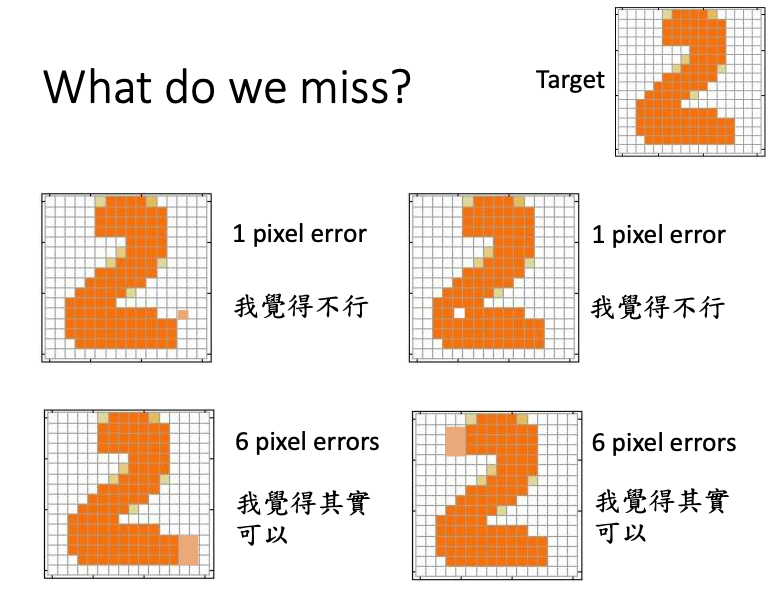 What do we miss?
Target
1 pixel error
我覺得不行
1 pixel error
我覺得不行
6 pixel errors
我覺得其實
可以
6 pixel errors
我覺得其實
可以